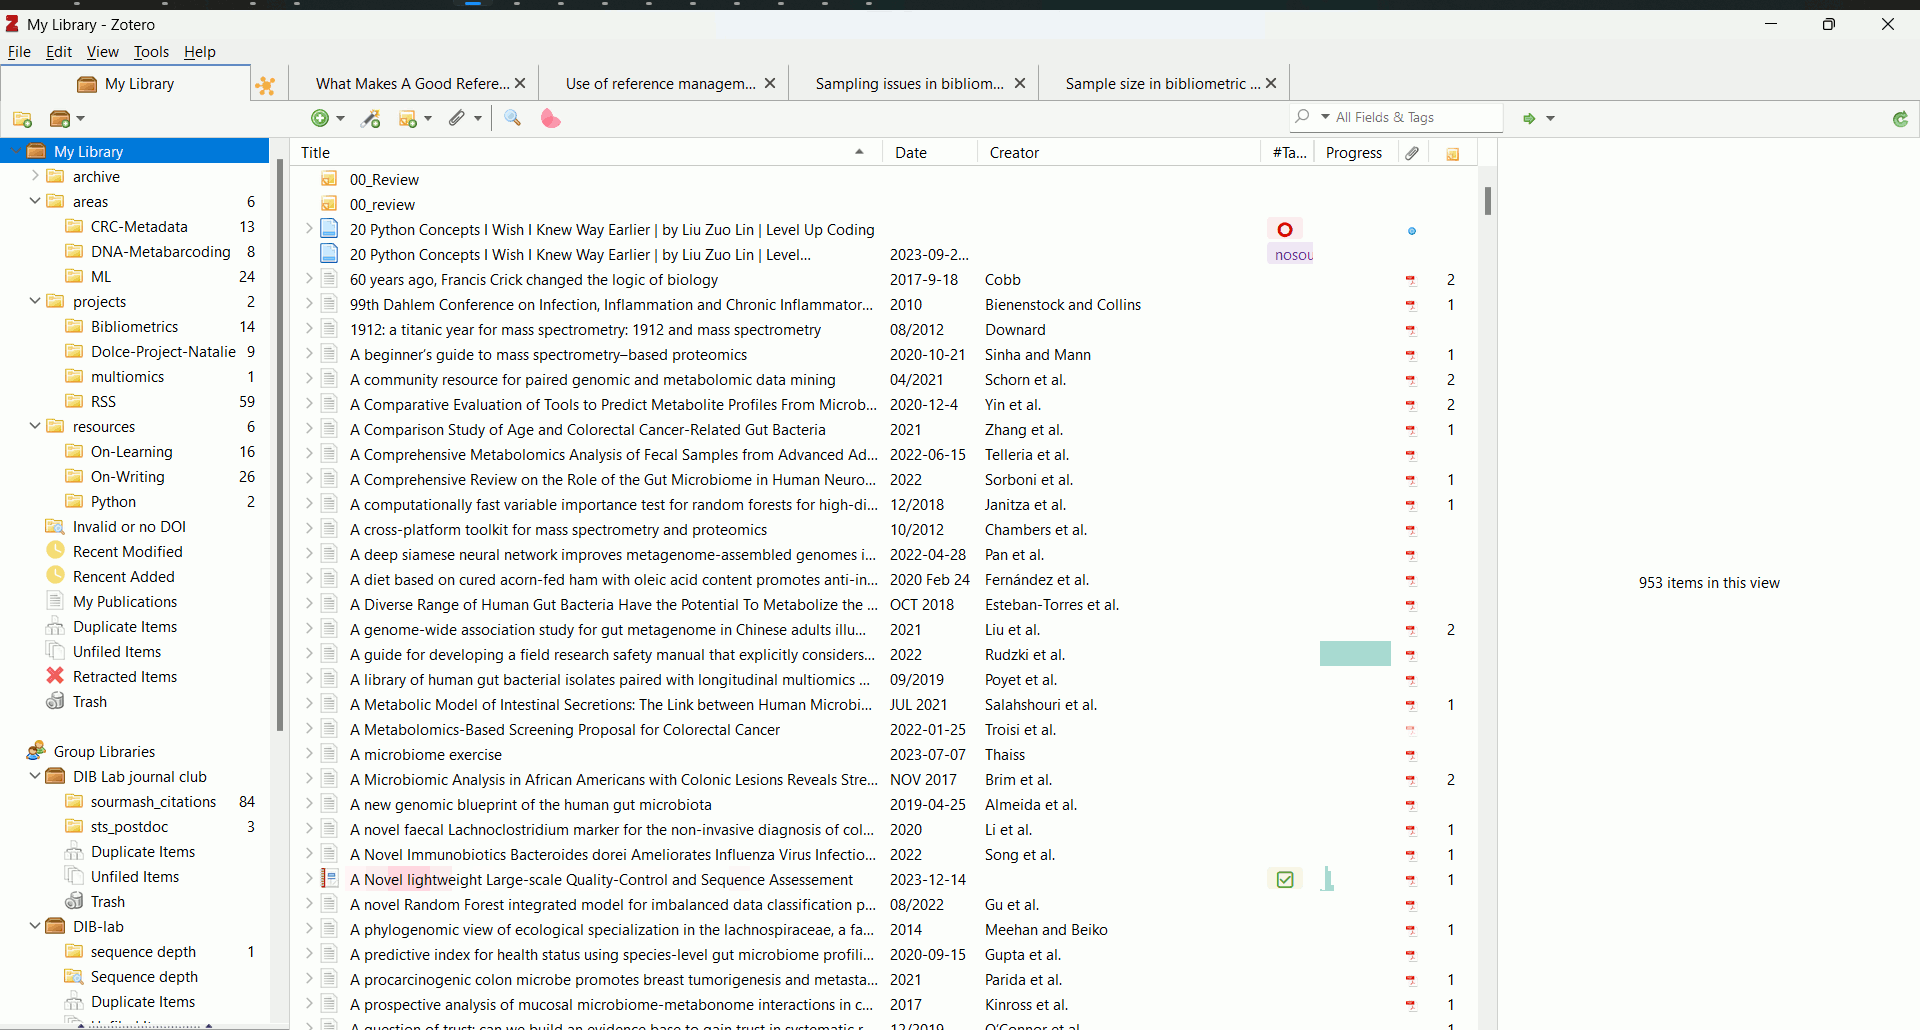 My Library - Zotero
File Edit View Tools Help
My Library
What Makes A Good Refere...
Use of reference managem...
Sampling issues in bibliom...
Sample size in bibliometric ...
All Fields & Tags
My Library
archive
areas 6
CRC-Metadata 13
DNA-Metabarcoding 8
ML 24
projects 2
Bibliometrics 14
Dolce-Project-Natalie 9
multiomics 1
RSS 59
resources 6
On-Learning 16
On-Writing 26
Python 2
Invalid or no DOI
Recent Modified
Rencent Added
My Publications
Duplicate Items
Unfiled Items
Retracted Items
Trash
Group Libraries
DIB Lab journal club
sourmash_citations 84
sts_postdoc 3
Duplicate Items
Unfiled Items
Trash
DIB-lab
sequence depth 1
Sequence depth
Duplicate Items
Title Date Creator #Ta... Progress
00_Review
00_review
20 Python Concepts I Wish I Knew Way Earlier | by Liu Zuo Lin | Level Up Coding
20 Python Concepts I Wish I Knew Way Earlier | by Liu Zuo Lin | Level... 2023-09-2... nosou
60 years ago, Francis Crick changed the logic of biology 2017-9-18 Cobb 2
99th Dahlem Conference on Infection, Inflammation and Chronic Inflammator... 2010 Bienenstock and Collins 1
1912: a titanic year for mass spectrometry: 1912 and mass spectrometry 08/2012 Downard
A beginner's guide to mass spectrometry–based proteomics 2020-10-21 Sinha and Mann 1
A community resource for paired genomic and metabolomic data mining 04/2021 Schorn et al. 2
A Comparative Evaluation of Tools to Predict Metabolite Profiles From Microb... 2020-12-4 Yin et al. 2
A Comparison Study of Age and Colorectal Cancer-Related Gut Bacteria 2021 Zhang et al. 1
A Comprehensive Metabolomics Analysis of Fecal Samples from Advanced Ad... 2022-06-15 Telleria et al.
A Comprehensive Review on the Role of the Gut Microbiome in Human Neuro... 2022 Sorboni et al. 1
A computationally fast variable importance test for random forests for high-di... 12/2018 Janitza et al. 1
A cross-platform toolkit for mass spectrometry and proteomics 10/2012 Chambers et al.
A deep siamese neural network improves metagenome-assembled genomes i... 2022-04-28 Pan et al.
A diet based on cured acorn-fed ham with oleic acid content promotes anti-in... 2020 Feb 24 Fernández et al.
A Diverse Range of Human Gut Bacteria Have the Potential To Metabolize the ... OCT 2018 Esteban-Torres et al.
A genome-wide association study for gut metagenome in Chinese adults illu... 2021 Liu et al. 2
A guide for developing a field research safety manual that explicitly considers... 2022 Rudzki et al.
A library of human gut bacterial isolates paired with longitudinal multiomics ... 09/2019 Poyet et al.
A Metabolic Model of Intestinal Secretions: The Link between Human Microbi... JUL 2021 Salahshouri et al. 1
A Metabolomics-Based Screening Proposal for Colorectal Cancer 2022-01-25 Troisi et al.
A microbiome exercise 2023-07-07 Thaiss
A Microbiomic Analysis in African Americans with Colonic Lesions Reveals Stre... NOV 2017 Brim et al. 2
A new genomic blueprint of the human gut microbiota 2019-04-25 Almeida et al.
A novel faecal Lachnoclostridium marker for the non-invasive diagnosis of col... 2020 Li et al. 1
A Novel Immunobiotics Bacteroides dorei Ameliorates Influenza Virus Infectio... 2022 Song et al. 1
A Novel lightweight Large-scale Quality-Control and Sequence Assessement 2023-12-14 1
A novel Random Forest integrated model for imbalanced data classification p... 08/2022 Gu et al.
A phylogenomic view of ecological specialization in the lachnospiraceae, a fa... 2014 Meehan and Beiko 1
A predictive index for health status using species-level gut microbiome profili... 2020-09-15 Gupta et al.
A procarcinogenic colon microbe promotes breast tumorigenesis and metasta... 2021 Parida et al. 1
A prospective analysis of mucosal microbiome-metabonome interactions in c... 2017 Kinross et al. 1
A question of trust: can we build an evidence base to gain trust in systematic r... 12/2019 O'Connor et al. 1
953 items in this view